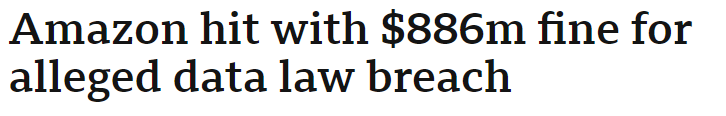 Amazon hit with $886m fine for
alleged data law breach